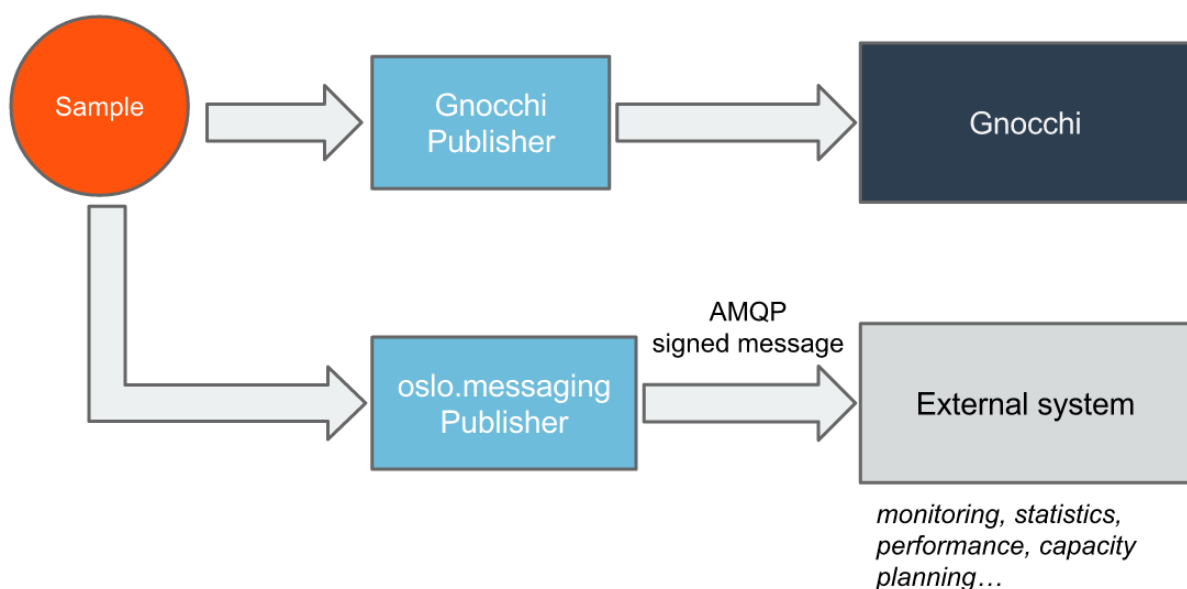 Sample
Gnocchi
Publisher
Gnocchi
AMQP
signed message
oslo.messaging
Publisher
External system
monitoring, statistics,
performance, capacity
planning…